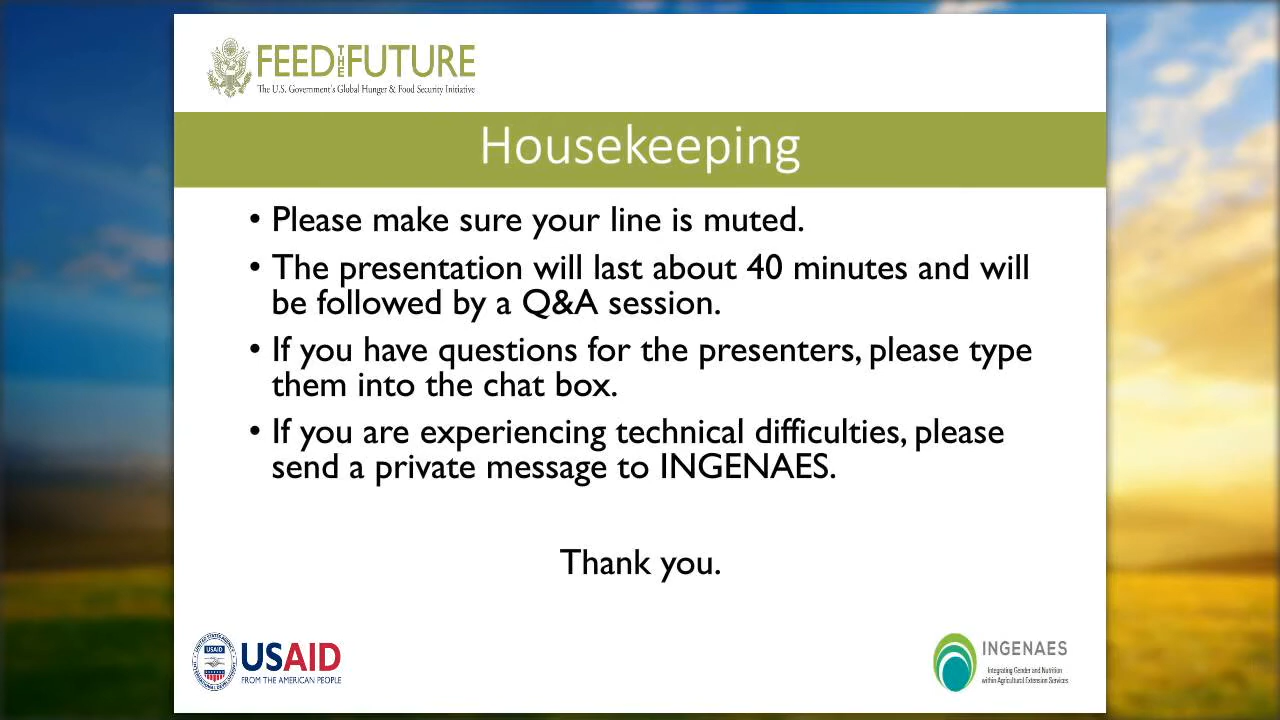 FEED THE FUTURE
The U.S. Government's Global Hunger & Food Security Initiative
Housekeeping
• Please make sure your line is muted.
• The presentation will last about 40 minutes and will
be followed by a Q&A session.
• If you have questions for the presenters, please type
them into the chat box.
• If you are experiencing technical difficulties, please
send a private message to INGENAES.
Thank you.
USAID
USAID
FROM THE AMERICAN PEOPLE
INGENAES
Integrating Gender and Nutrition
within Agricultural Extension Services